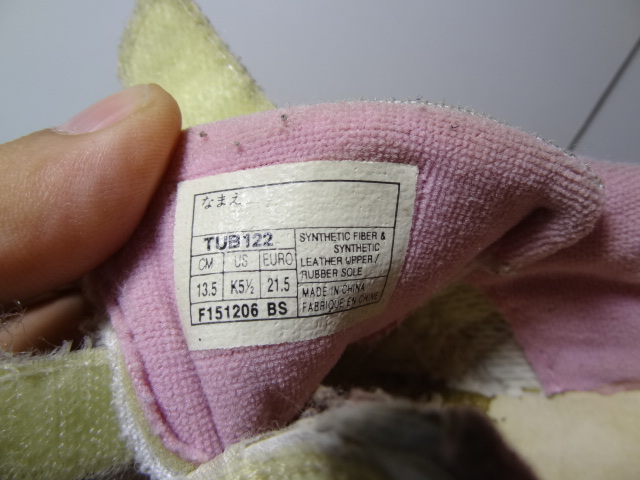 なまえ
TUB122
CM US EURO
13.5 K5½ 21.5
F151206 BS
SYNTHETIC FIBER &
SYNTHETIC
LEATHER UPPER/
RUBBER SOLE
MADE IN CHINA
FABRIQUÉ EN CHINE